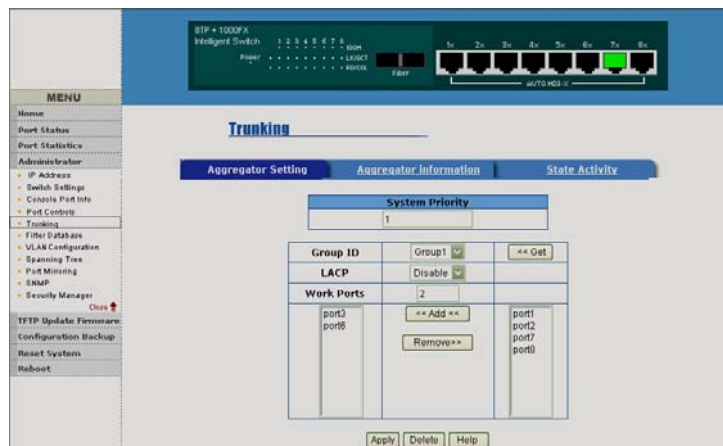 8TP + 1000FX
Intelligent Switch
1 2 3 4 5 6 7 8
100M
Power
LK/ACT
FD/COL
Fiber
1x 2x 3x 4x 5x 6x 7x 8x
AUTO MDI-X
MENU
Home
Port Status
Port Statistics
Administrator
IP Address
Switch Settings
Console Port Info
Port Controls
Trunking
Filter Database
VLAN Configuration
Spanning Tree
Port Mirroring
SNMP
Security Manager
Close
TFTP Update Firmware
Configuration Backup
Reset System
Reboot
Trunking
Aggregator Setting
Aggregator Information
State Activity
System Priority
1
Group ID
Group1
<< Get
LACP
Disable
Work Ports
2
port3
port6
<< Add <<
Remove>>
port1
port2
port7
port8
Apply
Delete
Help